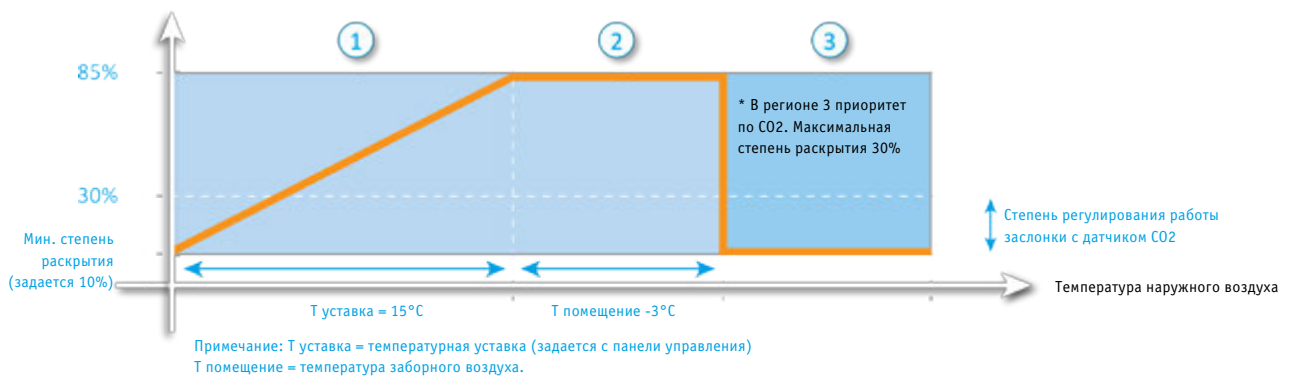 1
2
3
85%
* В регионе 3 приоритет
по СО2. Максимальная
степень раскрытия 30%
30%
Степень регулирования работы
заслонки с датчиком СО2
Мин. степень
раскрытия
(задается 10%)
Температура наружного воздуха
Т уставка = 15°С
Т помещение -3°С
Примечание: Т уставка = температурная уставка (задается с панели управления)
Т помещение = температура заборного воздуха.